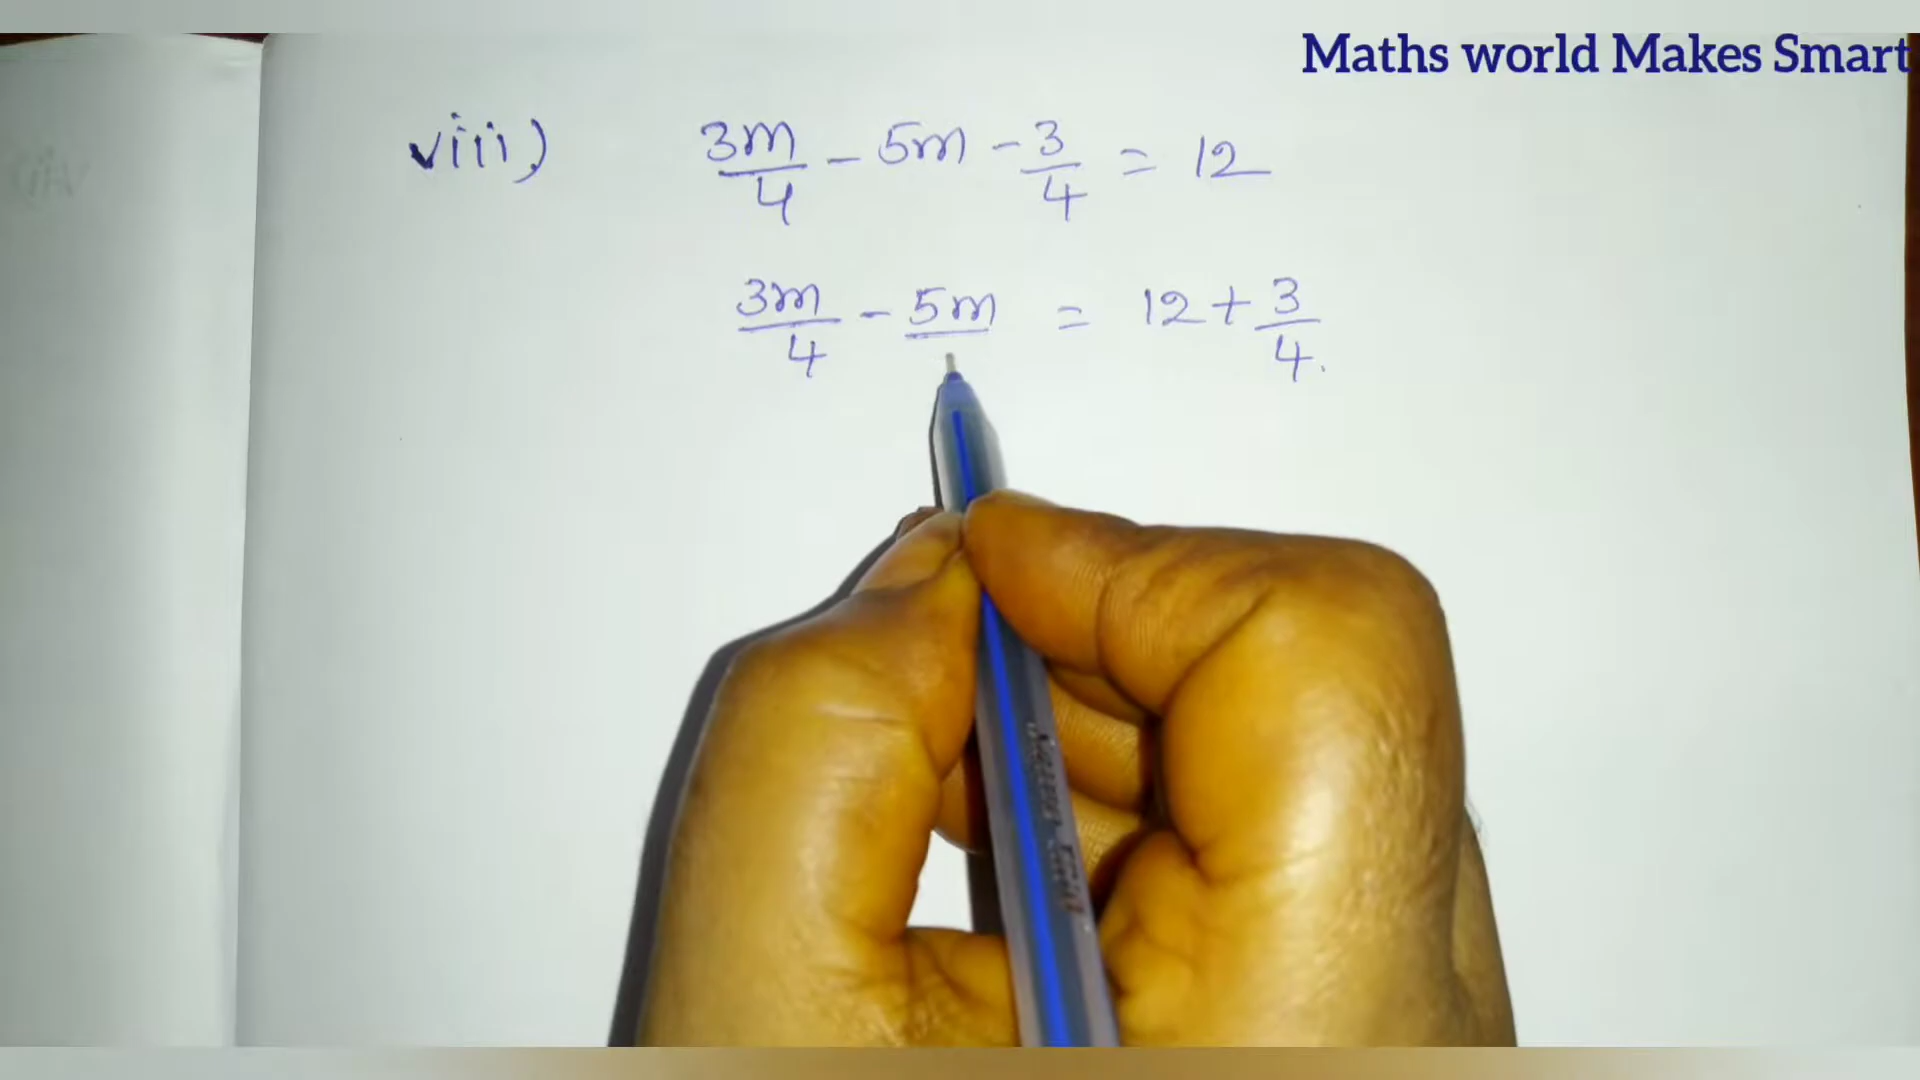 Maths world Makes Smart
viii) 3m/4 - 5m - 3/4 = 12
3m/4 - 5m = 12 + 3/4.